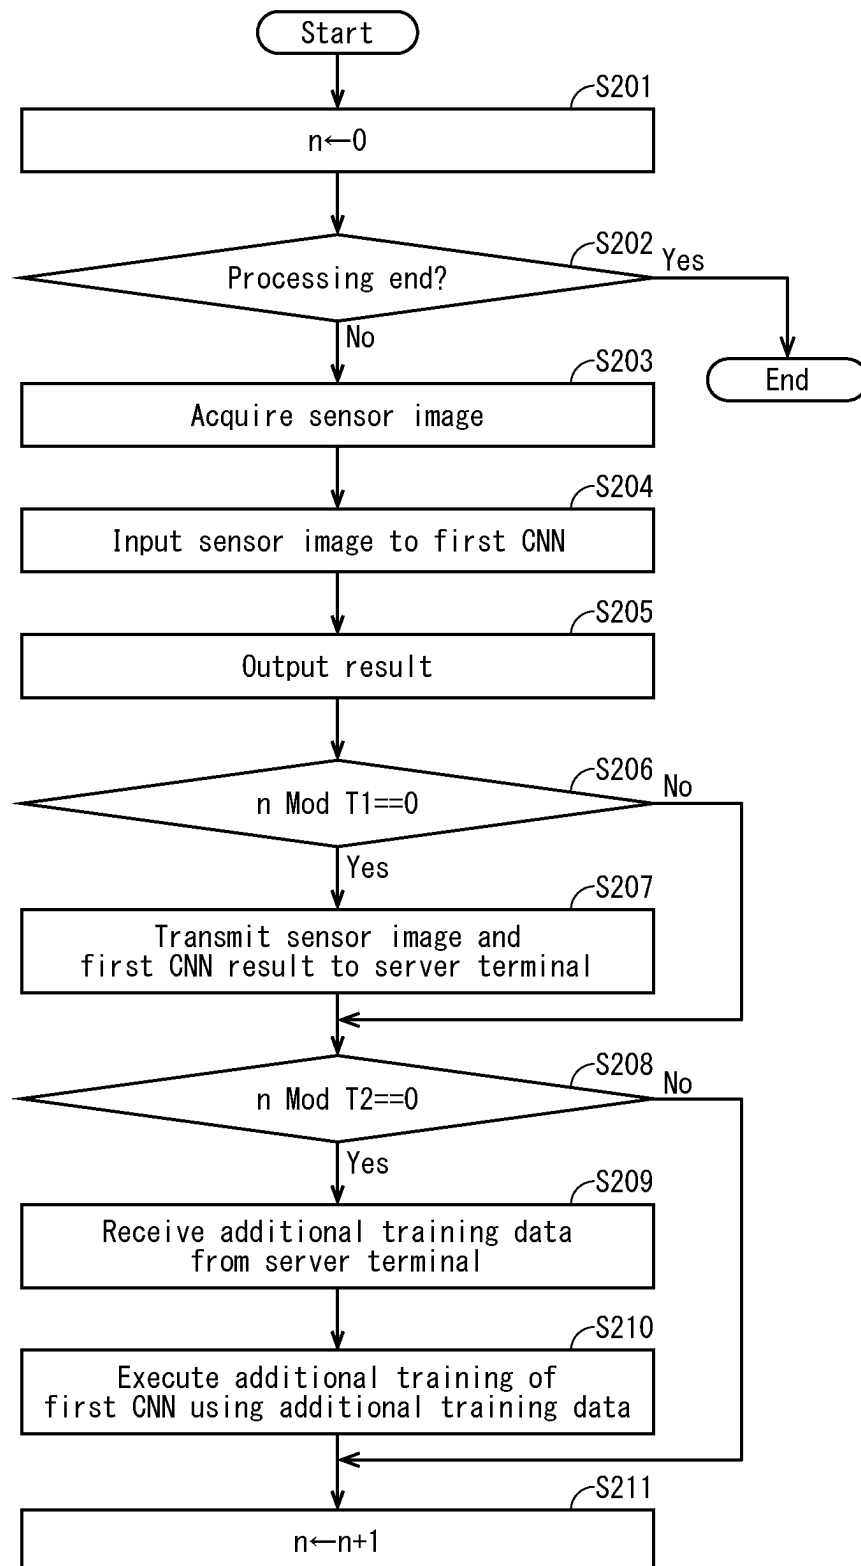 Start
S201
n←0
S202
Processing end?
Yes
No
End
S203
Acquire sensor image
S204
Input sensor image to first CNN
S205
Output result
S206
n Mod T1==0
No
Yes
S207
Transmit sensor image and
first CNN result to server terminal
S208
n Mod T2==0
No
Yes
S209
Receive additional training data
from server terminal
S210
Execute additional training of
first CNN using additional training data
S211
n←n+1